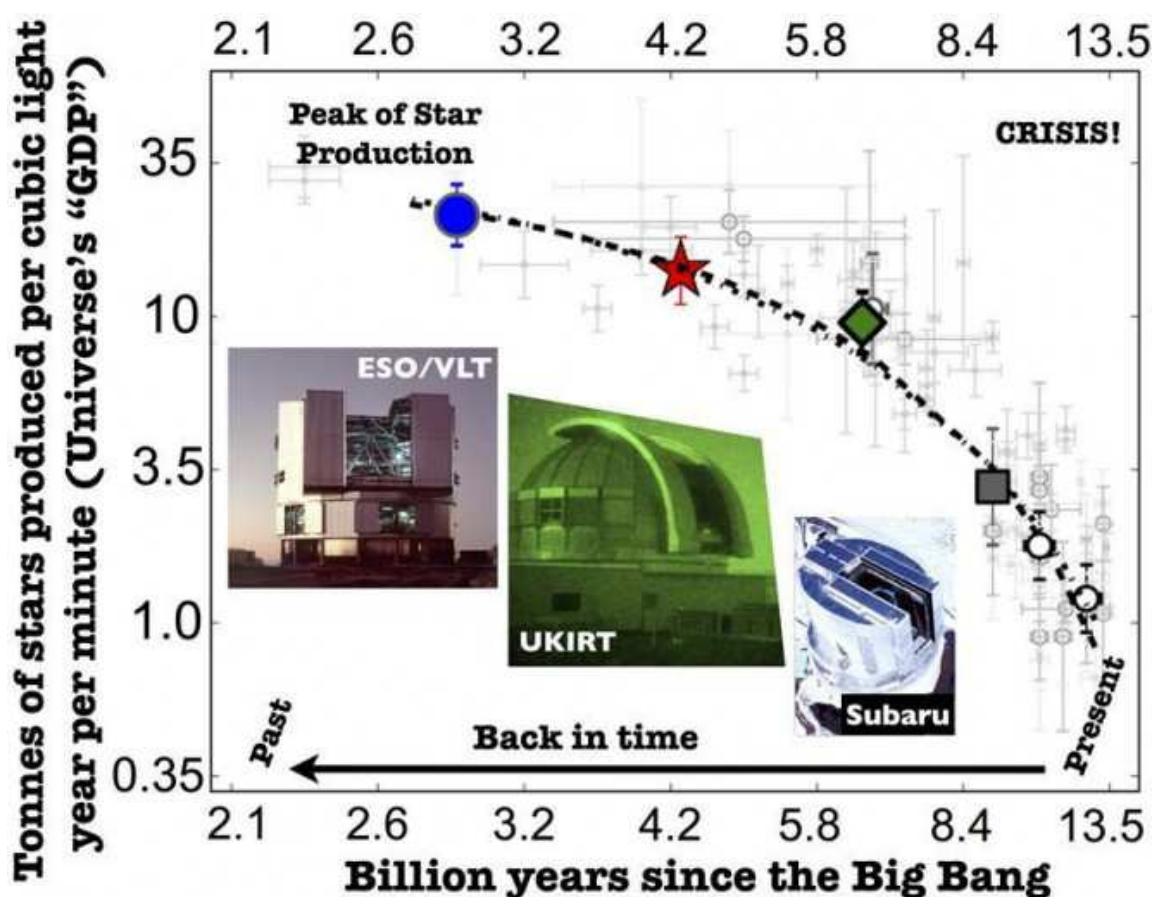 2.1 2.6 3.2 4.2 5.8 8.4 13.5
Tonnes of stars produced per cubic light
year per minute (Universe's "GDP")
Peak of Star
Production
CRISIS!
35
10
3.5
1.0
0.35
ESO/VLT
UKIRT
Subaru
Past
Back in time
Present
2.1 2.6 3.2 4.2 5.8 8.4 13.5
Billion years since the Big Bang